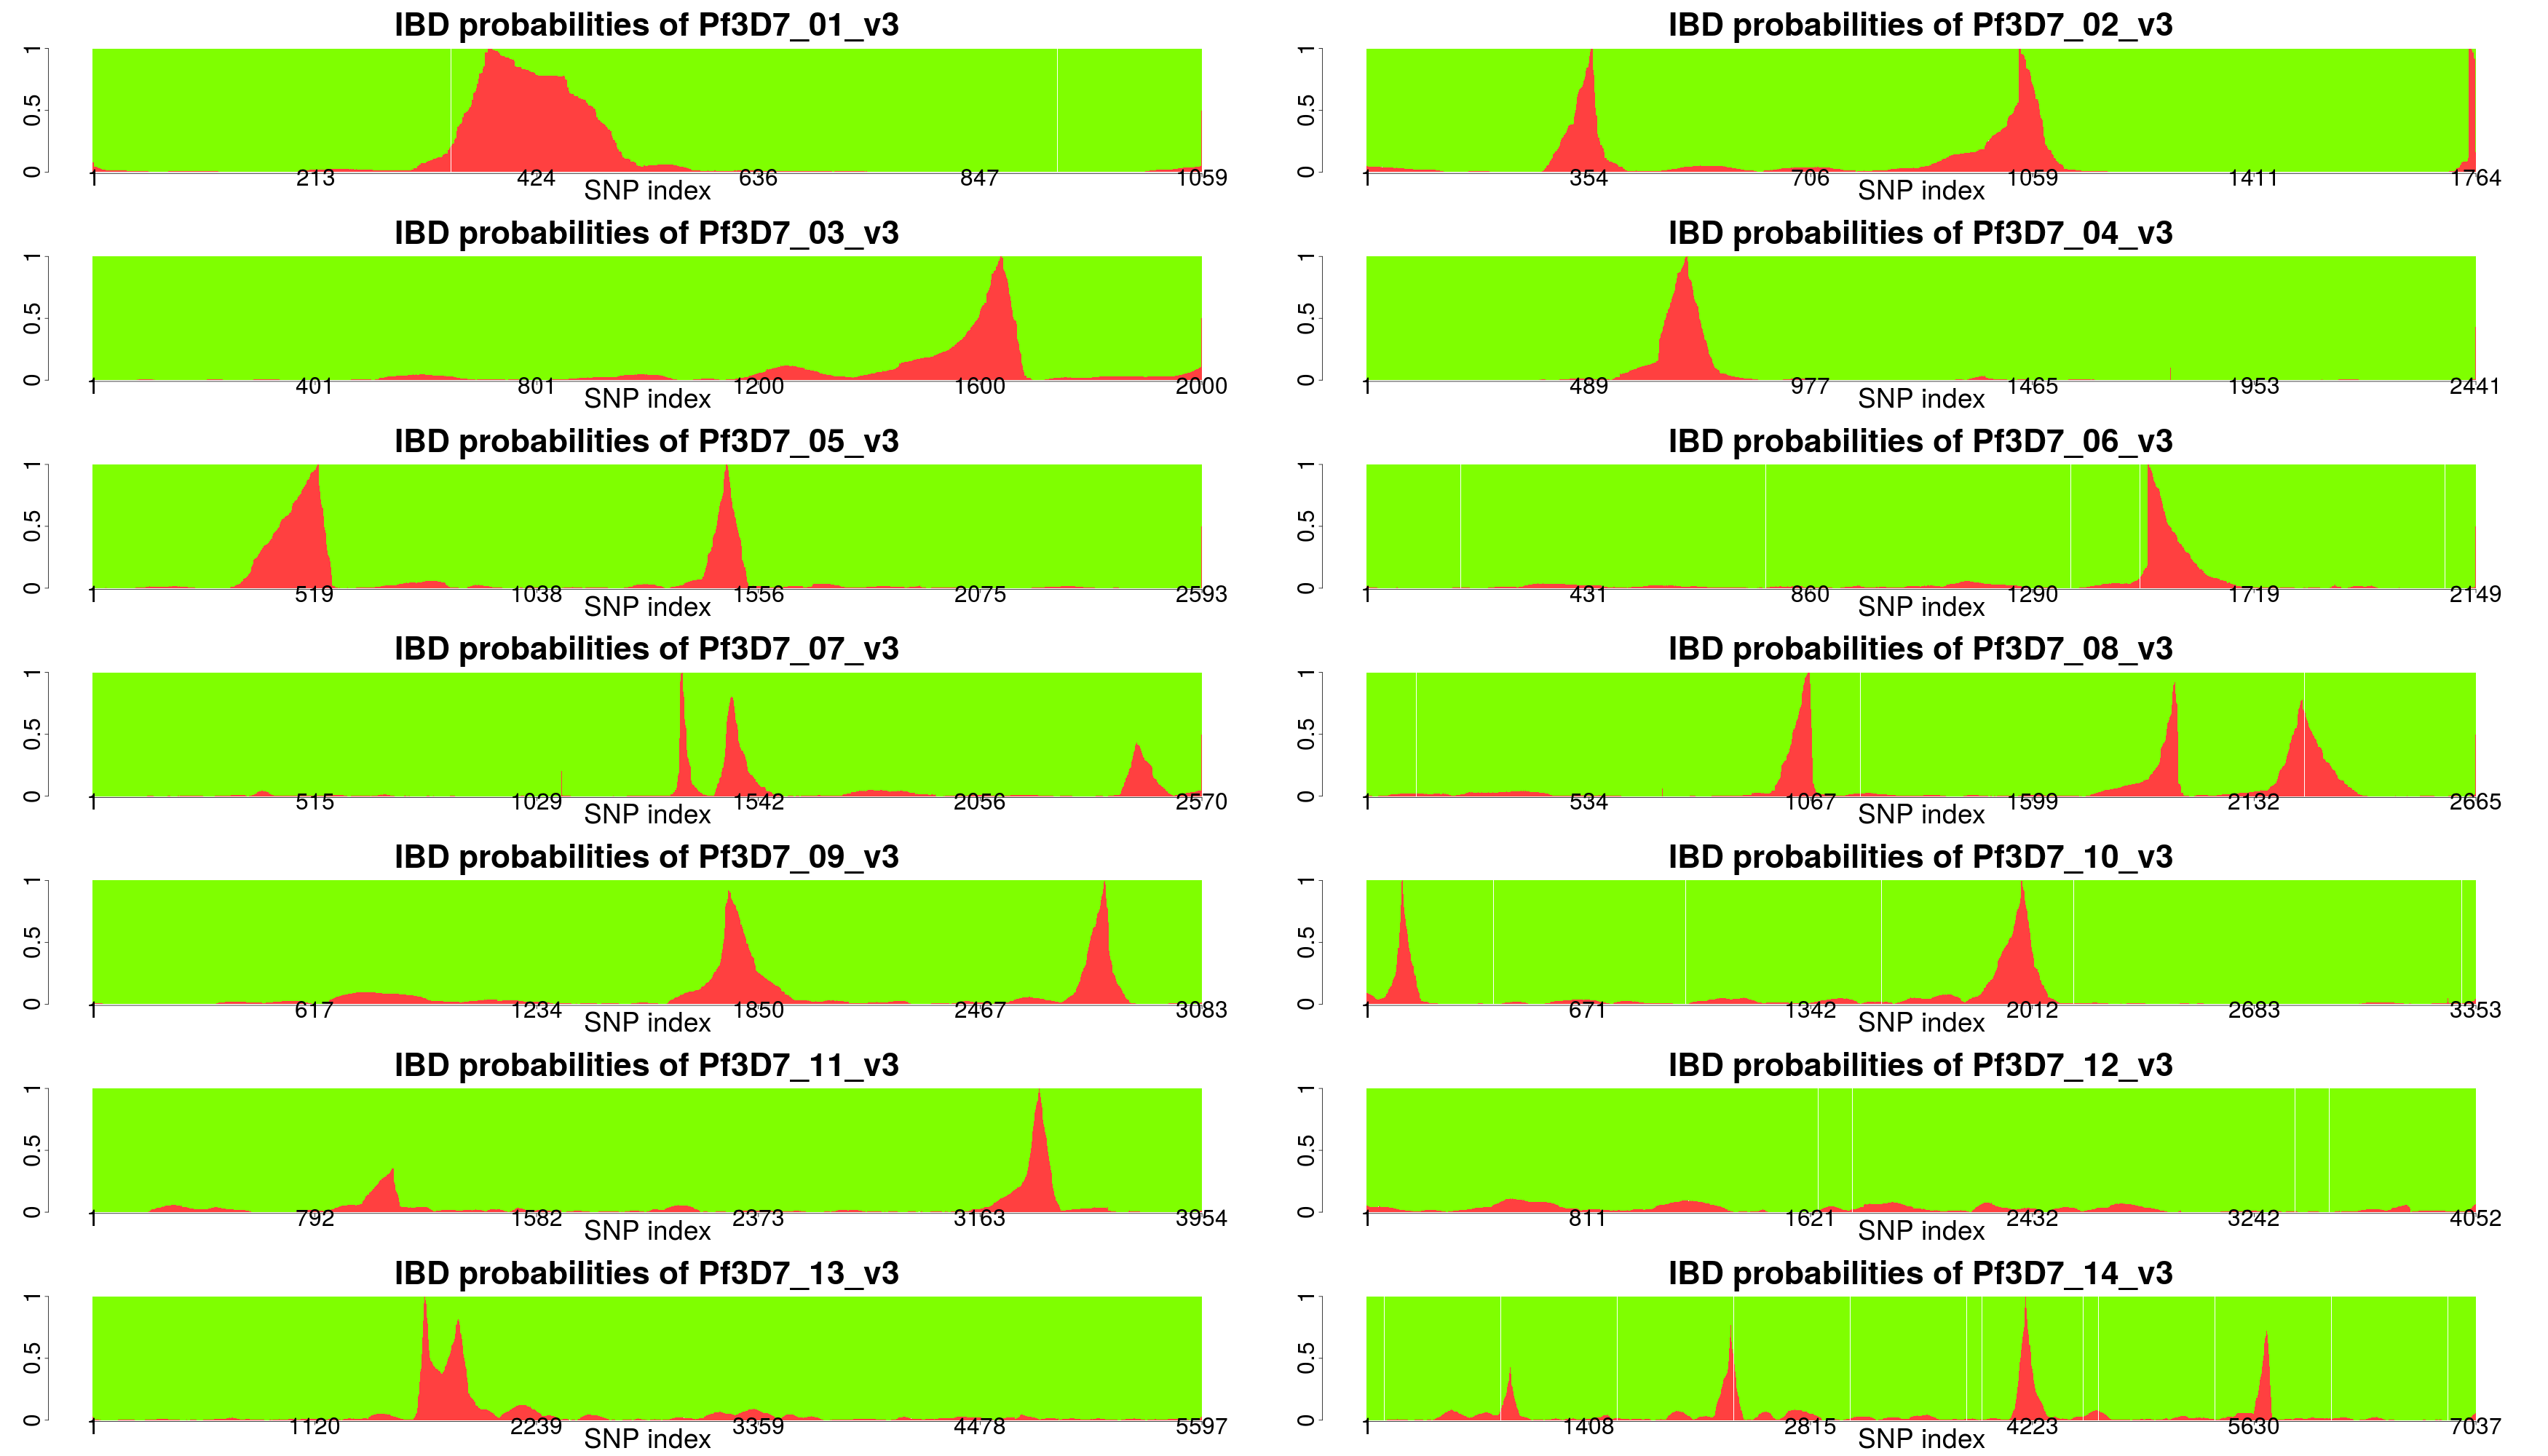 IBD probabilities of Pf3D7_01_v3
0 0.5 1
1 213 424 636 847 1059
SNP index
IBD probabilities of Pf3D7_02_v3
0 0.5 1
1 354 706 1059 1411 1764
SNP index
IBD probabilities of Pf3D7_03_v3
0 0.5 1
1 401 801 1200 1600 2000
SNP index
IBD probabilities of Pf3D7_04_v3
0 0.5 1
1 489 977 1465 1953 2441
SNP index
IBD probabilities of Pf3D7_05_v3
0 0.5 1
1 519 1038 1556 2075 2593
SNP index
IBD probabilities of Pf3D7_06_v3
0 0.5 1
1 431 860 1290 1719 2149
SNP index
IBD probabilities of Pf3D7_07_v3
0 0.5 1
1 515 1029 1542 2056 2570
SNP index
IBD probabilities of Pf3D7_08_v3
0 0.5 1
1 534 1067 1599 2132 2665
SNP index
IBD probabilities of Pf3D7_09_v3
0 0.5 1
1 617 1234 1850 2467 3083
SNP index
IBD probabilities of Pf3D7_10_v3
0 0.5 1
1 671 1342 2012 2683 3353
SNP index
IBD probabilities of Pf3D7_11_v3
0 0.5 1
1 792 1582 2373 3163 3954
SNP index
IBD probabilities of Pf3D7_12_v3
0 0.5 1
1 811 1621 2432 3242 4052
SNP index
IBD probabilities of Pf3D7_13_v3
0 0.5 1
1 1120 2239 3359 4478 5597
SNP index
IBD probabilities of Pf3D7_14_v3
0 0.5 1
1 1408 2815 4223 5630 7037
SNP index